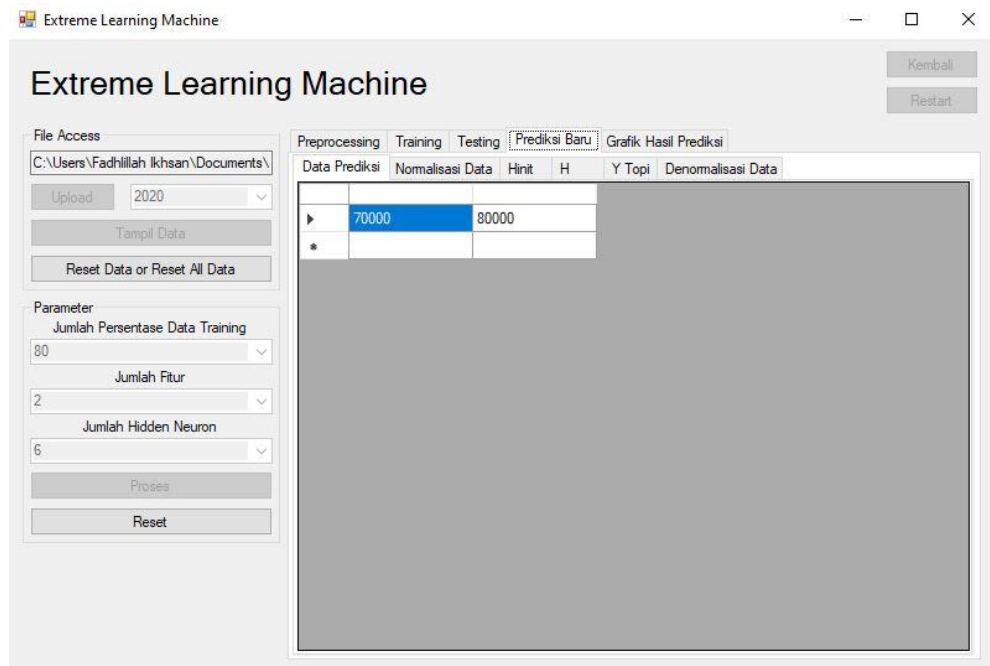 Extreme Learning Machine
Extreme Learning Machine
Kembali
Restart
File Access
C:\Users\Fadhlillah Ikhsan\Documents\
Upload 2020
Tampil Data
Reset Data or Reset All Data
Parameter
Jumlah Persentase Data Training
80
Jumlah Fitur
2
Jumlah Hidden Neuron
6
Proses
Reset
Preprocessing Training Testing Prediksi Baru Grafik Hasil Prediksi
Data Prediksi Normalisasi Data Hinit H Y Topi Denormalisasi Data
70000 80000